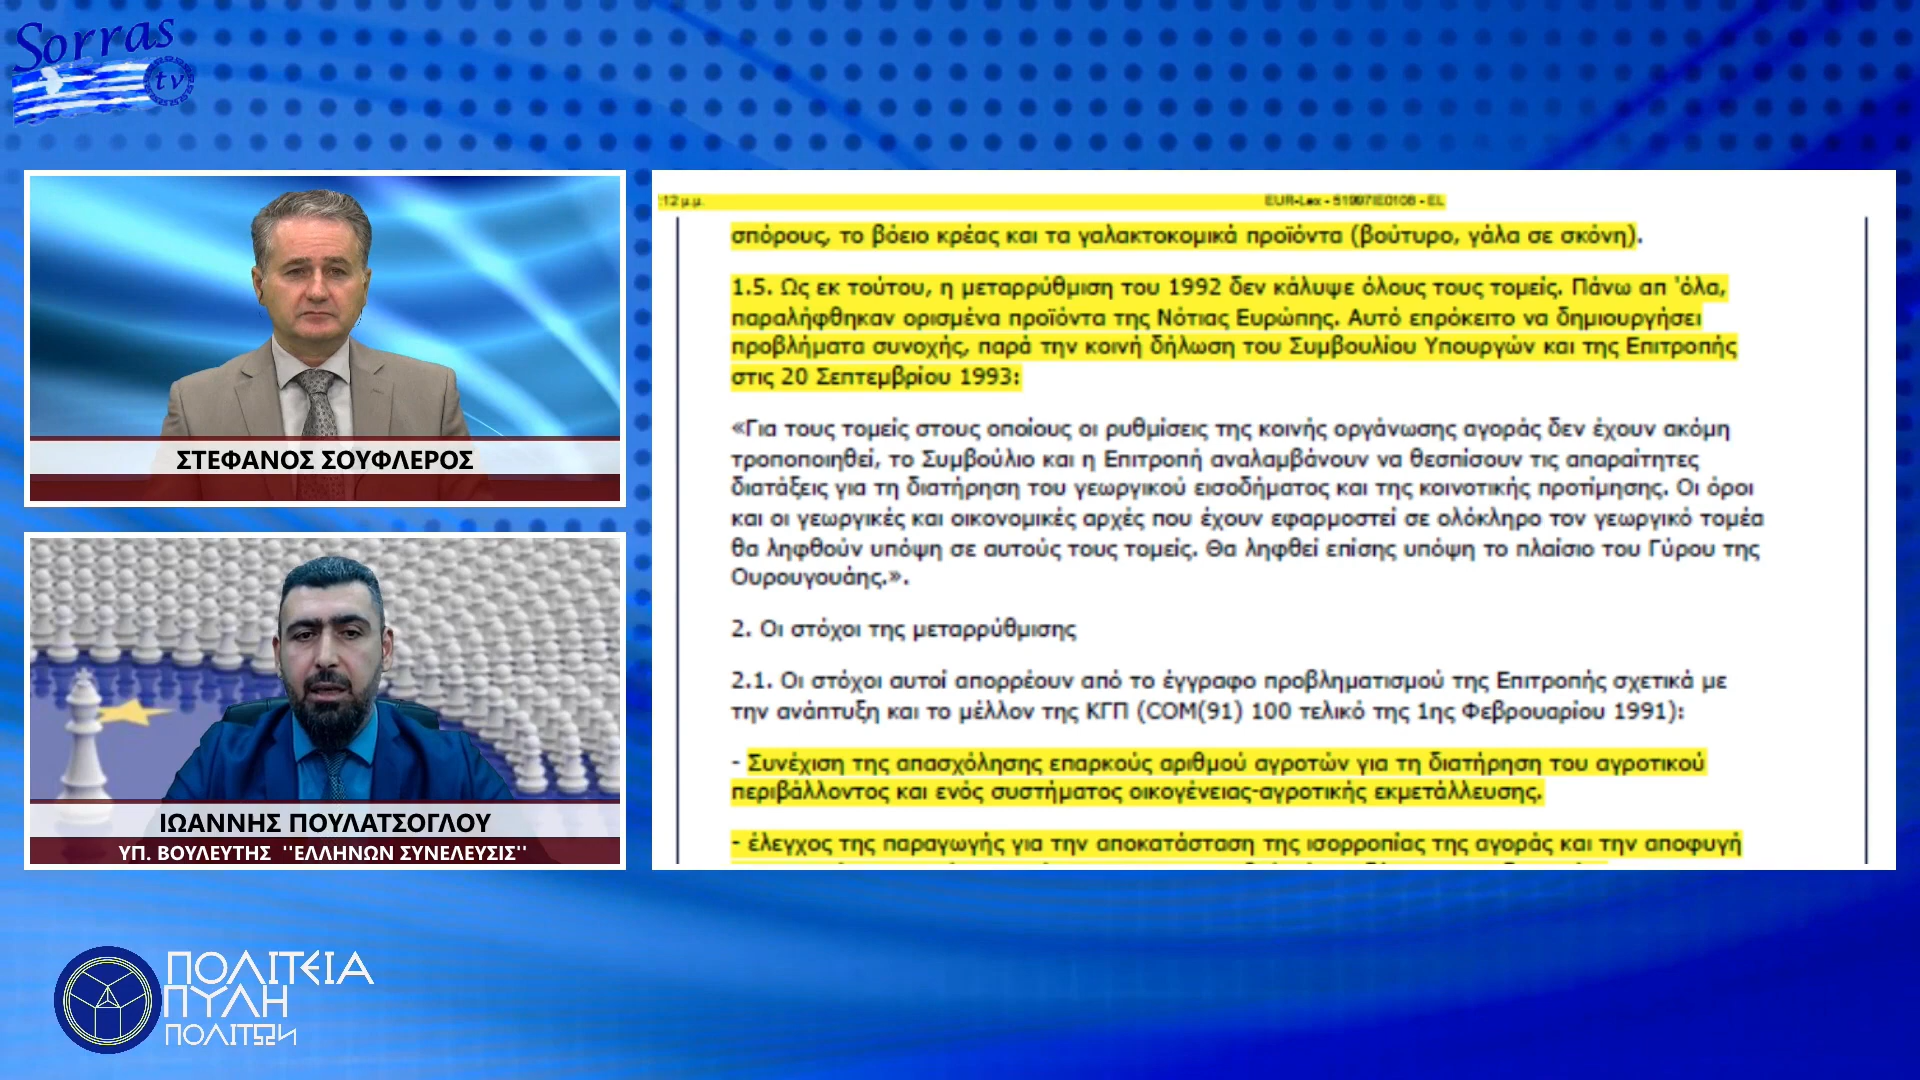 Sorras
tv
ΣΤΕΦΑΝΟΣ ΣΟΥΦΛΕΡΟΣ
ΙΩΑΝΝΗΣ ΠΟΥΛΑΤΣΟΓΛΟΥ
ΥΠ. ΒΟΥΛΕΥΤΗΣ ''ΕΛΛΗΝΩΝ ΣΥΝΕΛΕΥΣΙΣ''
:12 μ.μ. EUR-Lex - 51997IE0108 - EL
σπόρους, το βόειο κρέας και τα γαλακτοκομικά προϊόντα (βούτυρο, γάλα σε σκόνη).
1.5. Ως εκ τούτου, η μεταρρύθμιση του 1992 δεν κάλυψε όλους τους τομείς. Πάνω απ 'όλα,
παραλήφθηκαν ορισμένα προϊόντα της Νότιας Ευρώπης. Αυτό επρόκειτο να δημιουργήσει
προβλήματα συνοχής, παρά την κοινή δήλωση του Συμβουλίου Υπουργών και της Επιτροπής
στις 20 Σεπτεμβρίου 1993:
«Για τους τομείς στους οποίους οι ρυθμίσεις της κοινής οργάνωσης αγοράς δεν έχουν ακόμη
τροποποιηθεί, το Συμβούλιο και η Επιτροπή αναλαμβάνουν να θεσπίσουν τις απαραίτητες
διατάξεις για τη διατήρηση του γεωργικού εισοδήματος και της κοινοτικής προτίμησης. Οι όροι
και οι γεωργικές και οικονομικές αρχές που έχουν εφαρμοστεί σε ολόκληρο τον γεωργικό τομέα
θα ληφθούν υπόψη σε αυτούς τους τομείς. Θα ληφθεί επίσης υπόψη το πλαίσιο του Γύρου της
Ουρουγουάης.».
2. Οι στόχοι της μεταρρύθμισης
2.1. Οι στόχοι αυτοί απορρέουν από το έγγραφο προβληματισμού της Επιτροπής σχετικά με
την ανάπτυξη και το μέλλον της ΚΓΠ (COM(91) 100 τελικό της 1ης Φεβρουαρίου 1991):
- Συνέχιση της απασχόλησης επαρκούς αριθμού αγροτών για τη διατήρηση του αγροτικού
περιβάλλοντος και ενός συστήματος οικογένειας-αγροτικής εκμετάλλευσης.
- έλεγχος της παραγωγής για την αποκατάσταση της ισορροπίας της αγοράς και την αποφυγή
ΠΟΛΙΤΕΙΑ
ΠΥΛΗ
ΠΟΛΙΤΩΝ